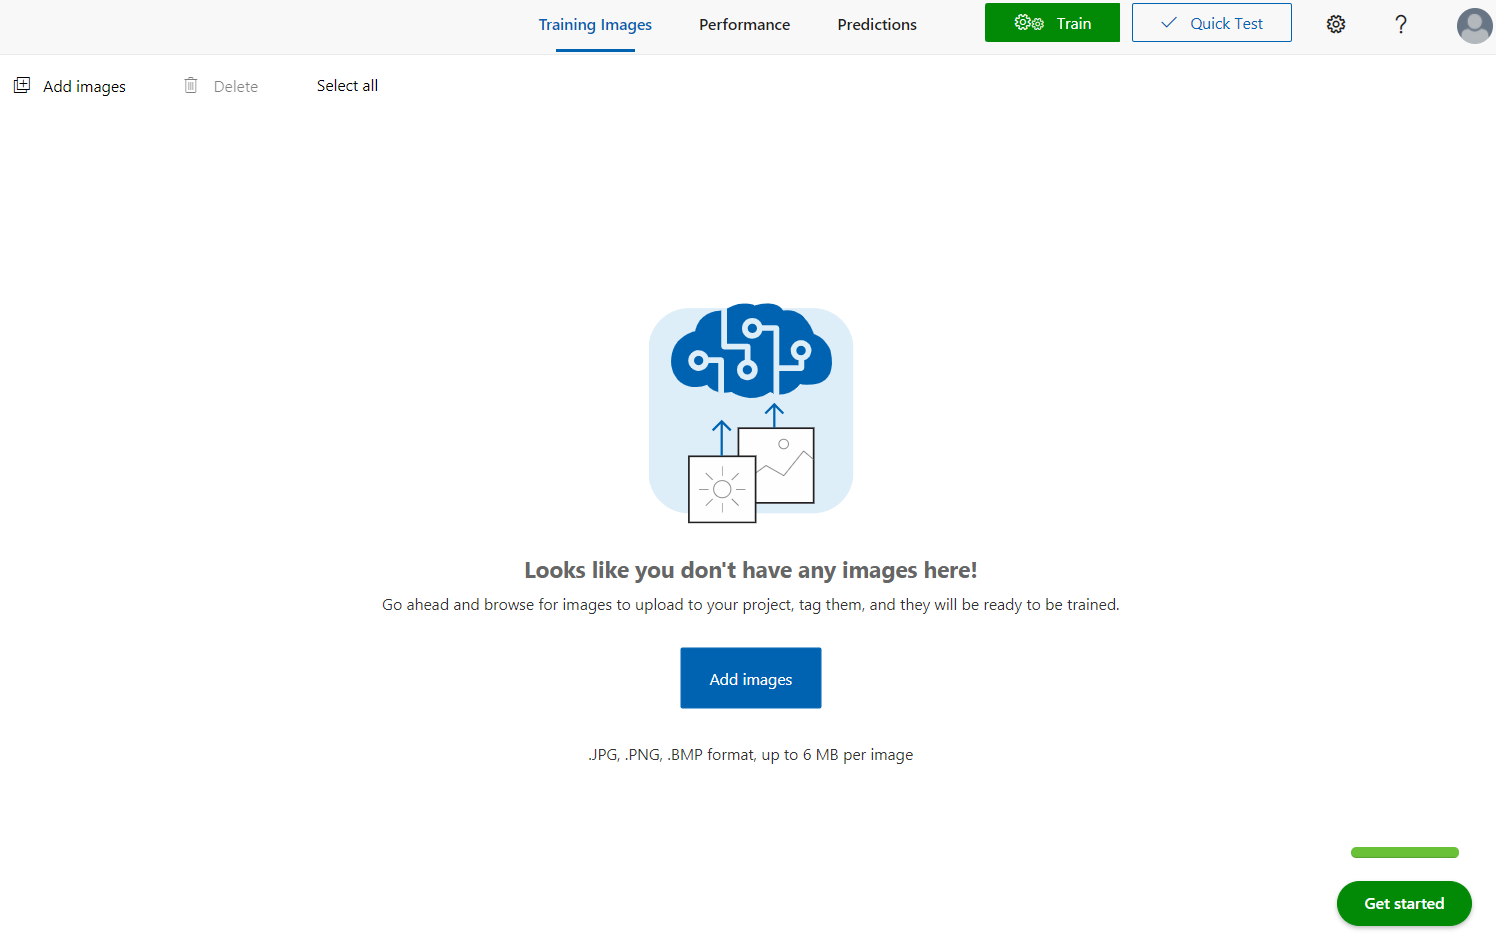 Training Images
Performance
Predictions
Train
Quick Test
?
Add images
Delete
Select all
Looks like you don't have any images here!
Go ahead and browse for images to upload to your project, tag them, and they will be ready to be trained.
Add images
.JPG, .PNG, .BMP format, up to 6 MB per image
Get started